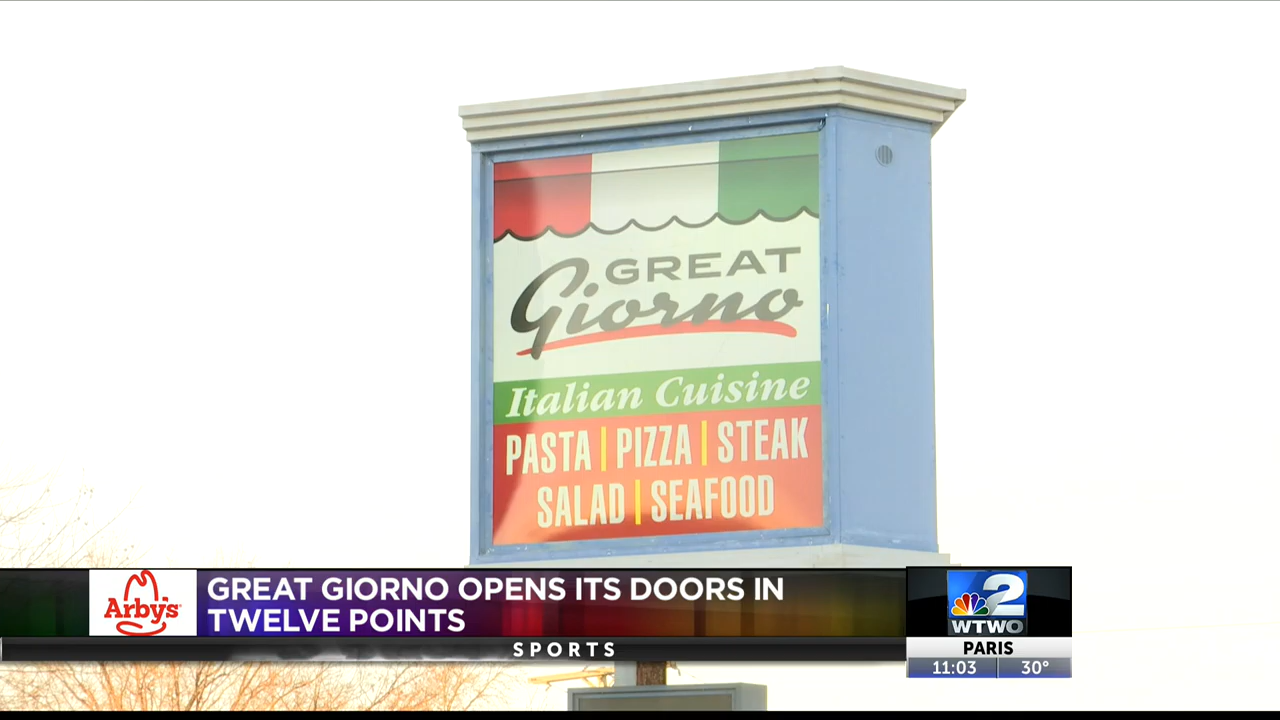 GREAT
Giorno
Italian Cuisine
PASTA | PIZZA | STEAK
SALAD | SEAFOOD
Arby's
GREAT GIORNO OPENS ITS DOORS IN
TWELVE POINTS
SPORTS
2
WTWO
PARIS
11:03 30°